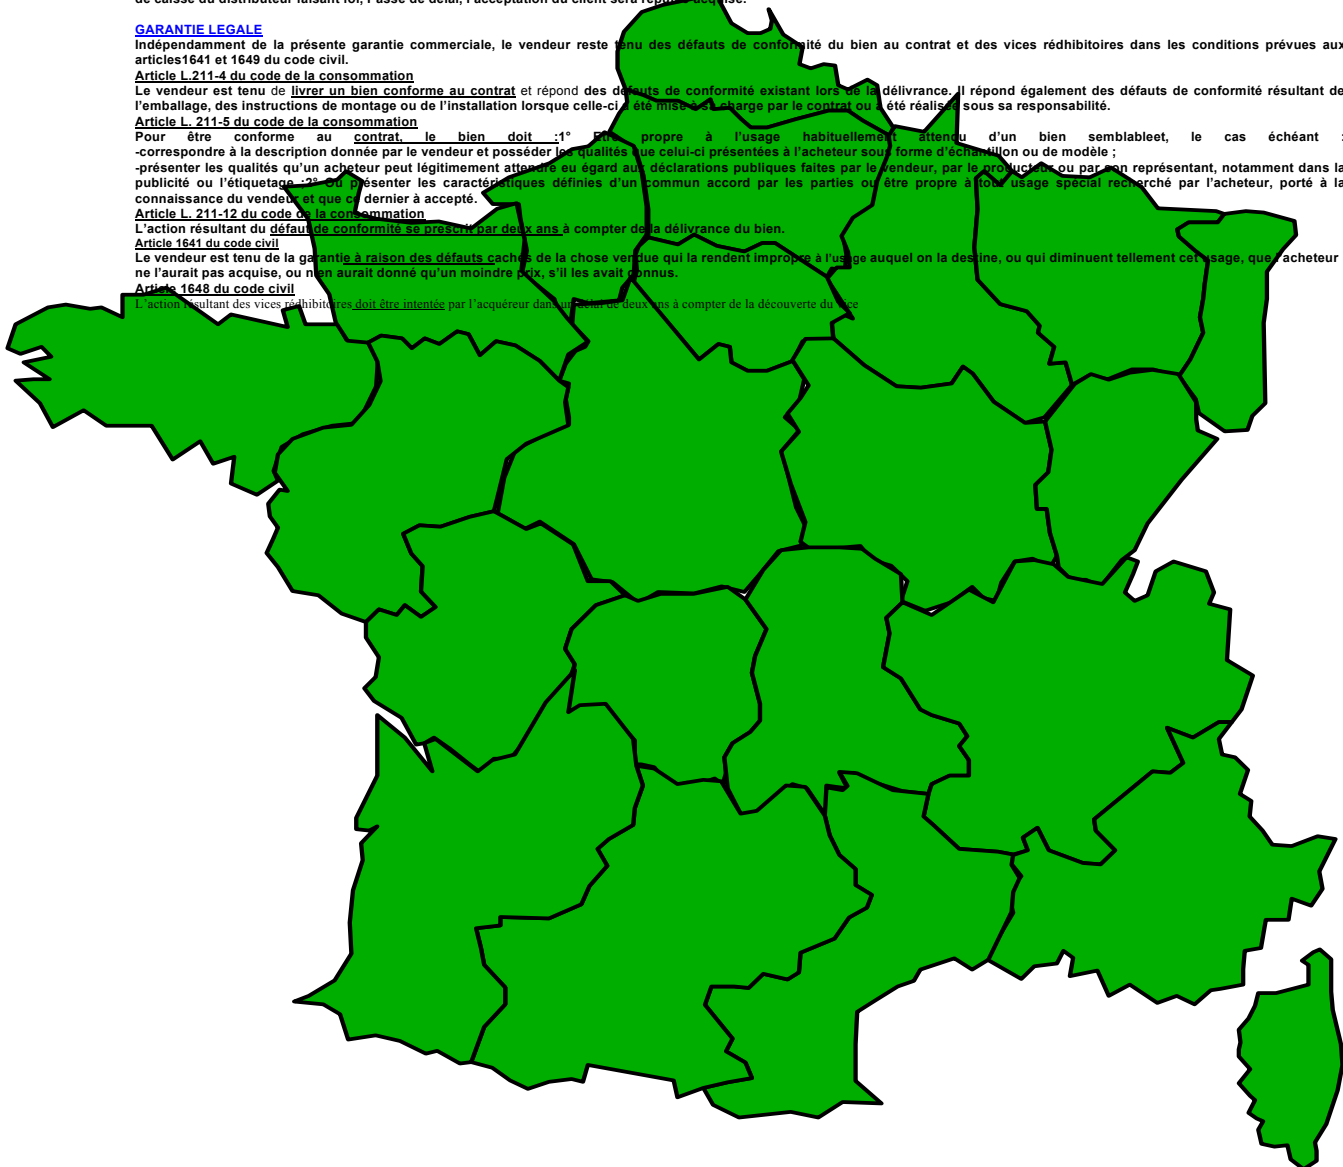 de caisse du distributeur faisant foi, Passé de délai, l'acceptation du client sera réputée acquise.
GARANTIE LEGALE
Indépendamment de la présente garantie commerciale, le vendeur reste tenu des défauts de conformité du bien au contrat et des vices rédhibitoires dans les conditions prévues aux
articles1641 et 1649 du code civil.
Article L.211-4 du code de la consommation
Le vendeur est tenu de livrer un bien conforme au contrat et répond des défauts de conformité existant lors de la délivrance. Il répond également des défauts de conformité résultant de
l'emballage, des instructions de montage ou de l'installation lorsque celle-ci a été mise à sa charge par le contrat ou a été réalisé sous sa responsabilité.
Article L. 211-5 du code de la consommation
Pour être conforme au contrat, le bien doit :1° Etre propre à l'usage habituellement attendu d'un bien semblableet, le cas échéant :
-correspondre à la description donnée par le vendeur et posséder les qualités que celui-ci présentées à l'acheteur sous forme d'échantillon ou de modèle ;
-présenter les qualités qu'un acheteur peut légitimement attendre eu égard aux déclarations publiques faites par le vendeur, par le producteur ou par son représentant, notamment dans la
publicité ou l'étiquetage ;2° Ou présenter les caractéristiques définies d'un commun accord par les parties ou être propre à tout usage spécial recherché par l'acheteur, porté à la
connaissance du vendeur et que ce dernier à accepté.
Article L. 211-12 du code de la consommation
L'action résultant du défaut de conformité se prescrit par deux ans à compter de la délivrance du bien.
Article 1641 du code civil
Le vendeur est tenu de la garantie à raison des défauts cachés de la chose vendue qui la rendent impropre à l'usage auquel on la destine, ou qui diminuent tellement cet usage, que l'acheteur
ne l'aurait pas acquise, ou n'en aurait donné qu'un moindre prix, s'il les avait connus.
Article 1648 du code civil
L'action résultant des vices rédhibitoires doit être intentée par l'acquéreur dans un délai de deux ans à compter de la découverte du vice